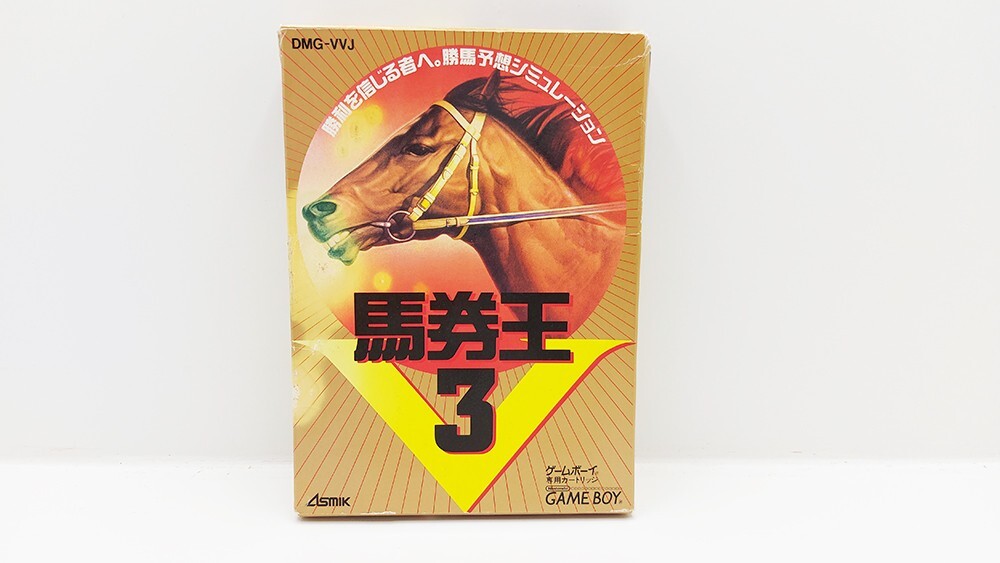 DMG-VVJ
勝利を信じる者へ。勝馬予想シミュレーション
馬券王
V
3
ASMIK
ゲームボーイ®
専用カートリッジ
Nintendo
GAME BOY®